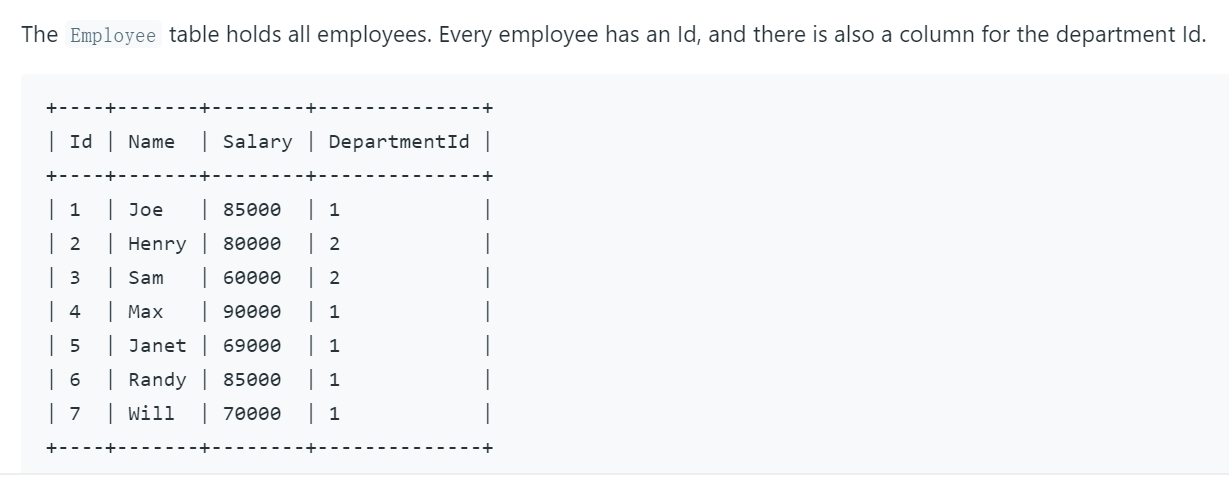 The Employee table holds all employees. Every employee has an Id, and there is also a column for the department Id.
+----+-------+--------+--------------+
| Id | Name  | Salary | DepartmentId |
+----+-------+--------+--------------+
| 1  | Joe   | 85000  | 1            |
| 2  | Henry | 80000  | 2            |
| 3  | Sam   | 60000  | 2            |
| 4  | Max   | 90000  | 1            |
| 5  | Janet | 69000  | 1            |
| 6  | Randy | 85000  | 1            |
| 7  | Will  | 70000  | 1            |
+----+-------+--------+--------------+